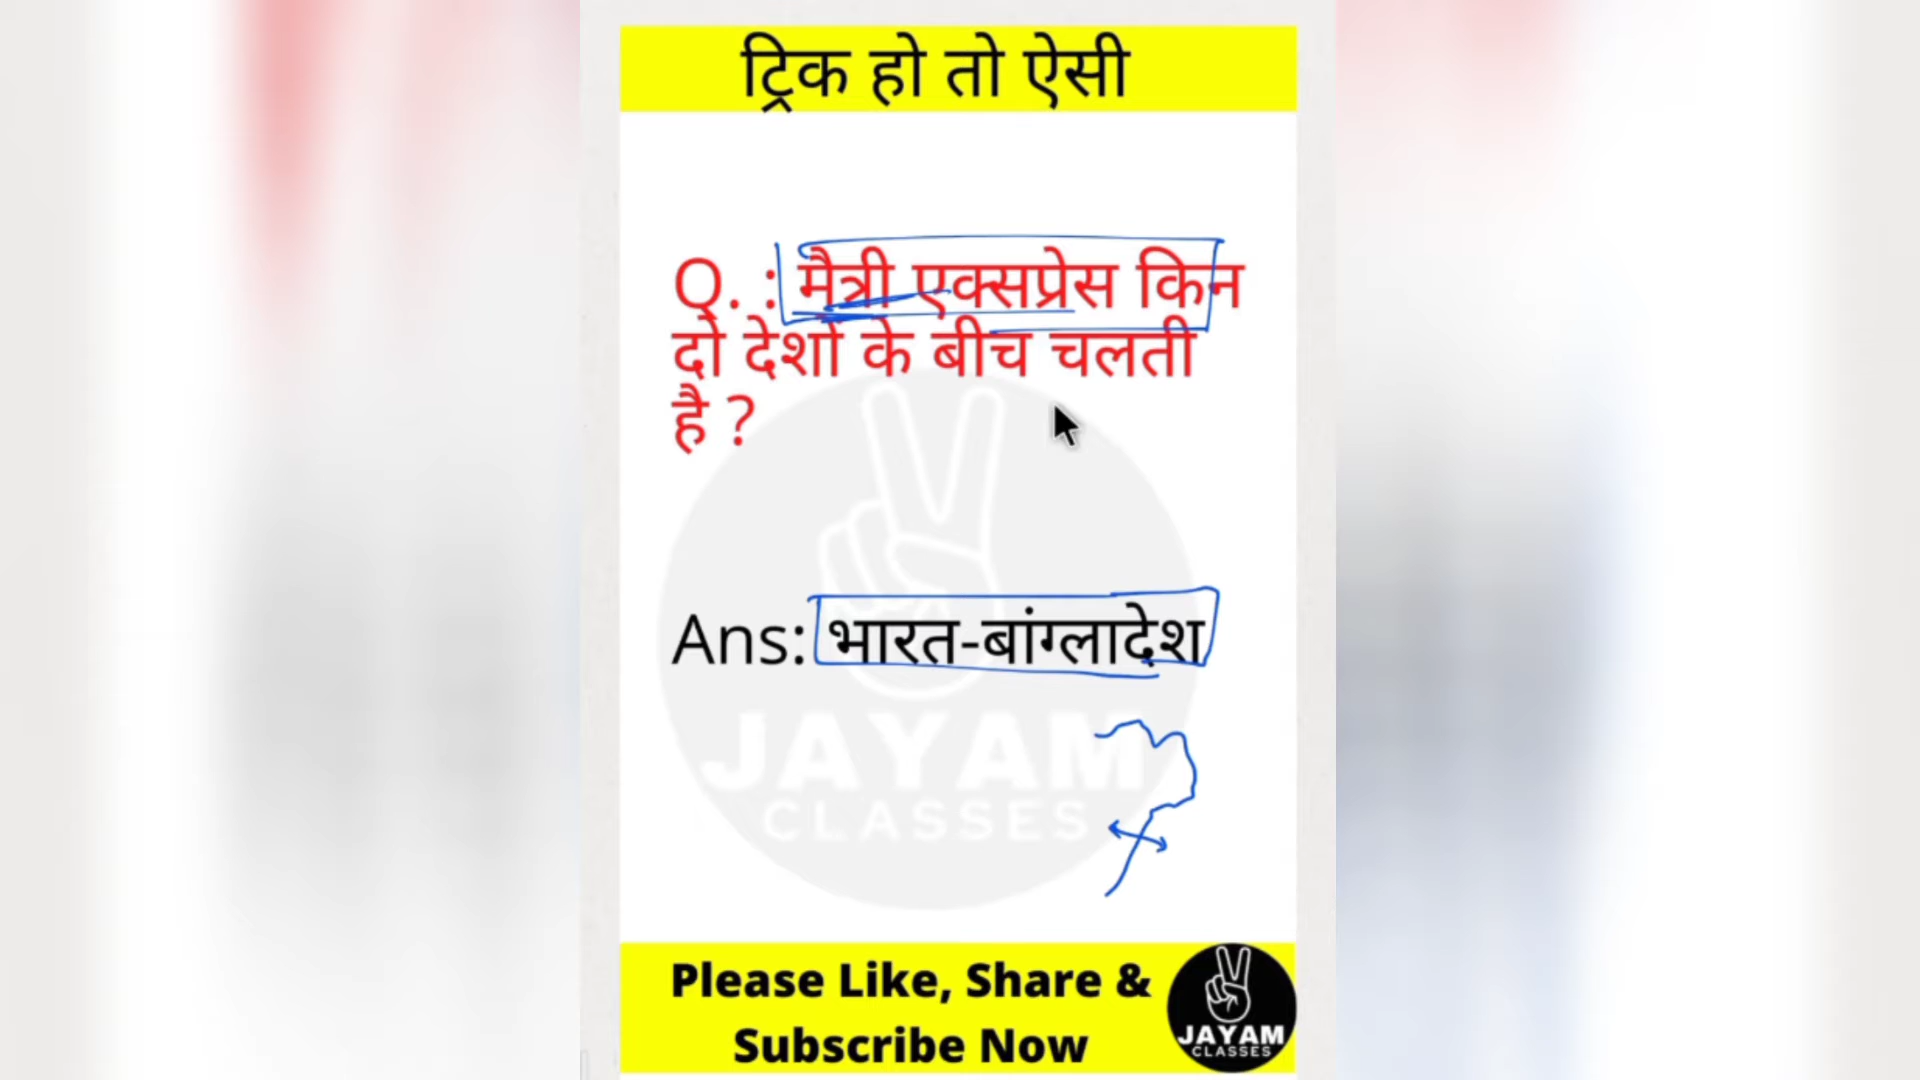 ट्रिक हो तो ऐसी
Q. : मैत्री एक्सप्रेस किन
दो देशो के बीच चलती
है ?
Ans: भारत-बांग्लादेश
JAYAM
CLASSES
Please Like, Share &
Subscribe Now
JAYAM
CLASSES